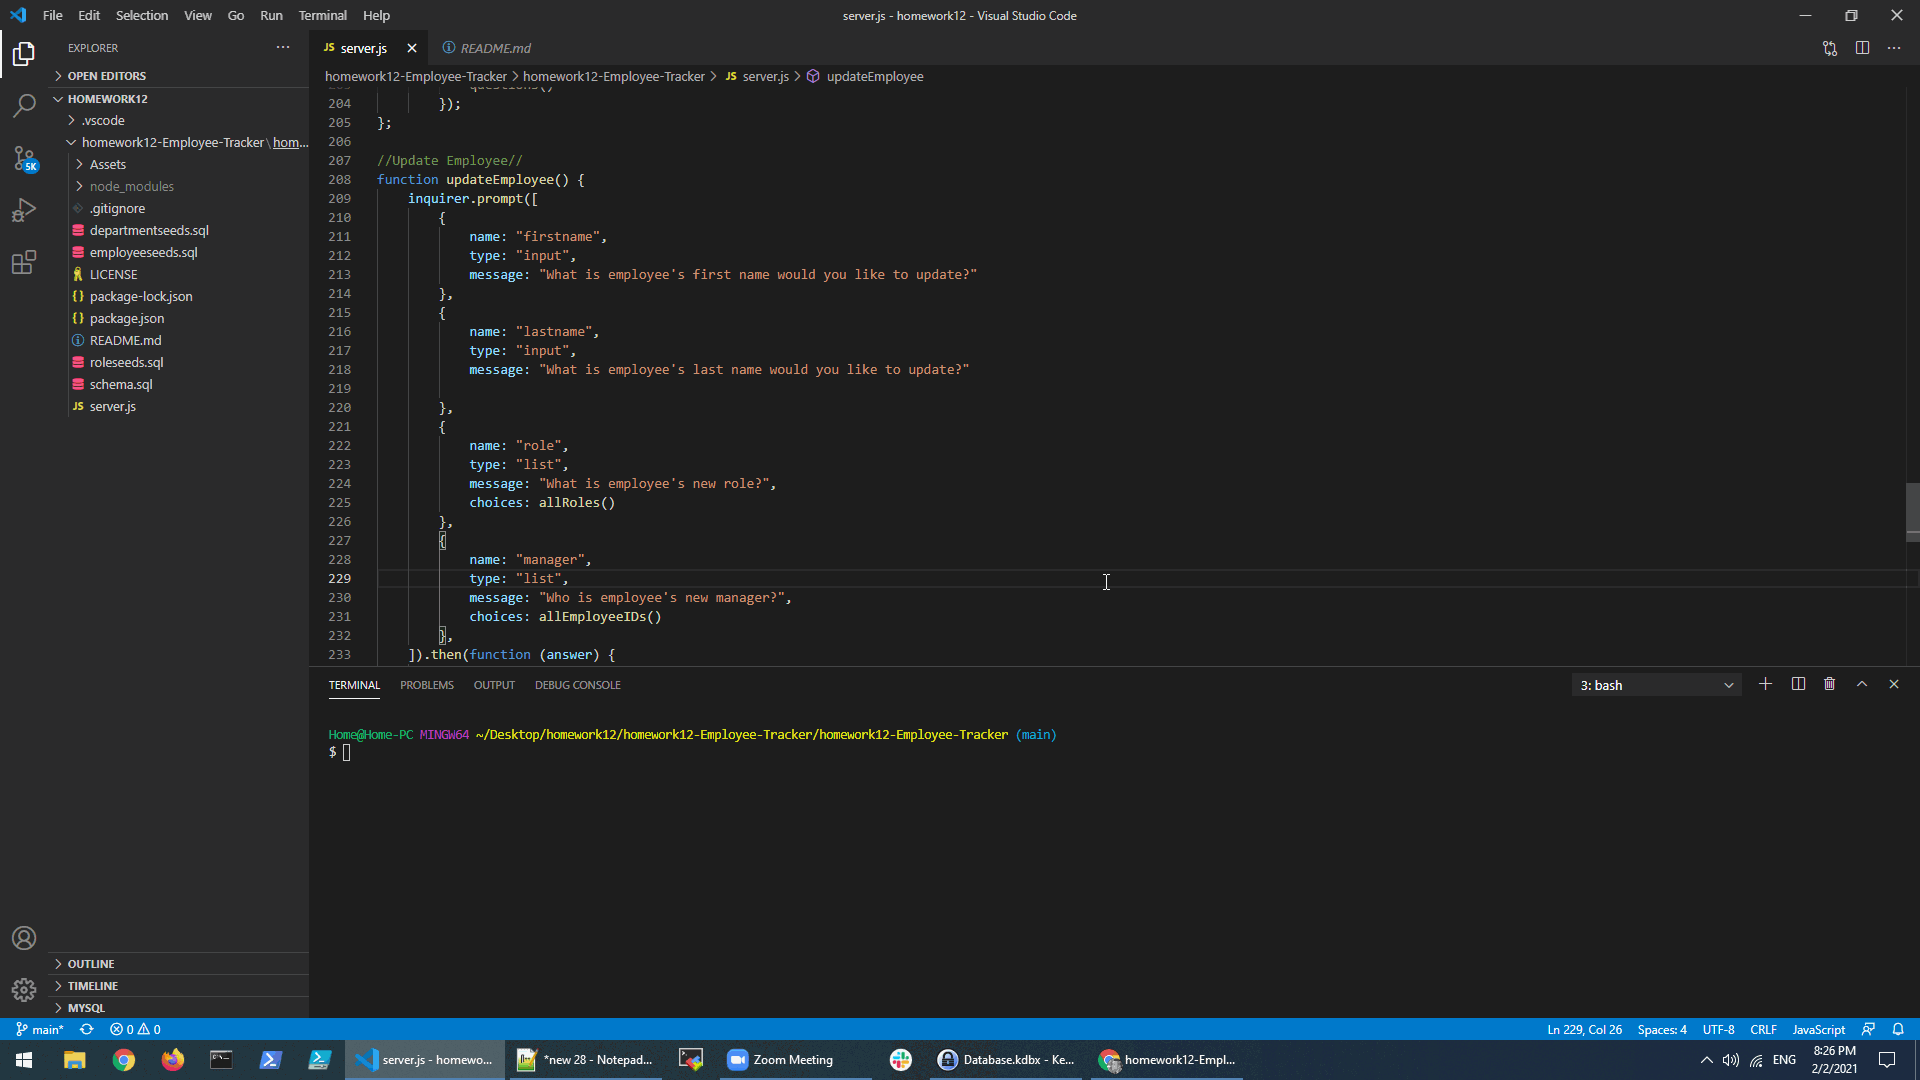 File Edit Selection View Go Run Terminal Help
server.js - homework12 - Visual Studio Code
EXPLORER
OPEN EDITORS
HOMEWORK12
.vscode
homework12-Employee-Tracker \ hom...
Assets
node_modules
.gitignore
departmentseeds.sql
employeeseeds.sql
LICENSE
package-lock.json
package.json
README.md
roleseeds.sql
schema.sql
JS server.js
OUTLINE
TIMELINE
MYSQL
5K
JS server.js
README.md
homework12-Employee-Tracker > homework12-Employee-Tracker > JS server.js > updateEmployee
203 questions()
204 });
205 };
206
207 //Update Employee//
208 function updateEmployee() {
209 inquirer.prompt([
210 {
211 name: "firstname",
212 type: "input",
213 message: "What is employee's first name would you like to update?"
214 },
215 {
216 name: "lastname",
217 type: "input",
218 message: "What is employee's last name would you like to update?"
219
220 },
221 {
222 name: "role",
223 type: "list",
224 message: "What is employee's new role?",
225 choices: allRoles()
226 },
227 {
228 name: "manager",
229 type: "list",
230 message: "Who is employee's new manager?",
231 choices: allEmployeeIDs()
232 },
233 ]).then(function (answer) {
TERMINAL PROBLEMS OUTPUT DEBUG CONSOLE
3: bash
Home@Home-PC MINGW64 ~/Desktop/homework12/homework12-Employee-Tracker/homework12-Employee-Tracker (main)
$
main* 0 0
Ln 229, Col 26 Spaces: 4 UTF-8 CRLF JavaScript
server.js - homewo...
*new 28 - Notepad...
Zoom Meeting
Database.kdbx - Ke...
homework12-Empl...
ENG
8:26 PM
2/2/2021